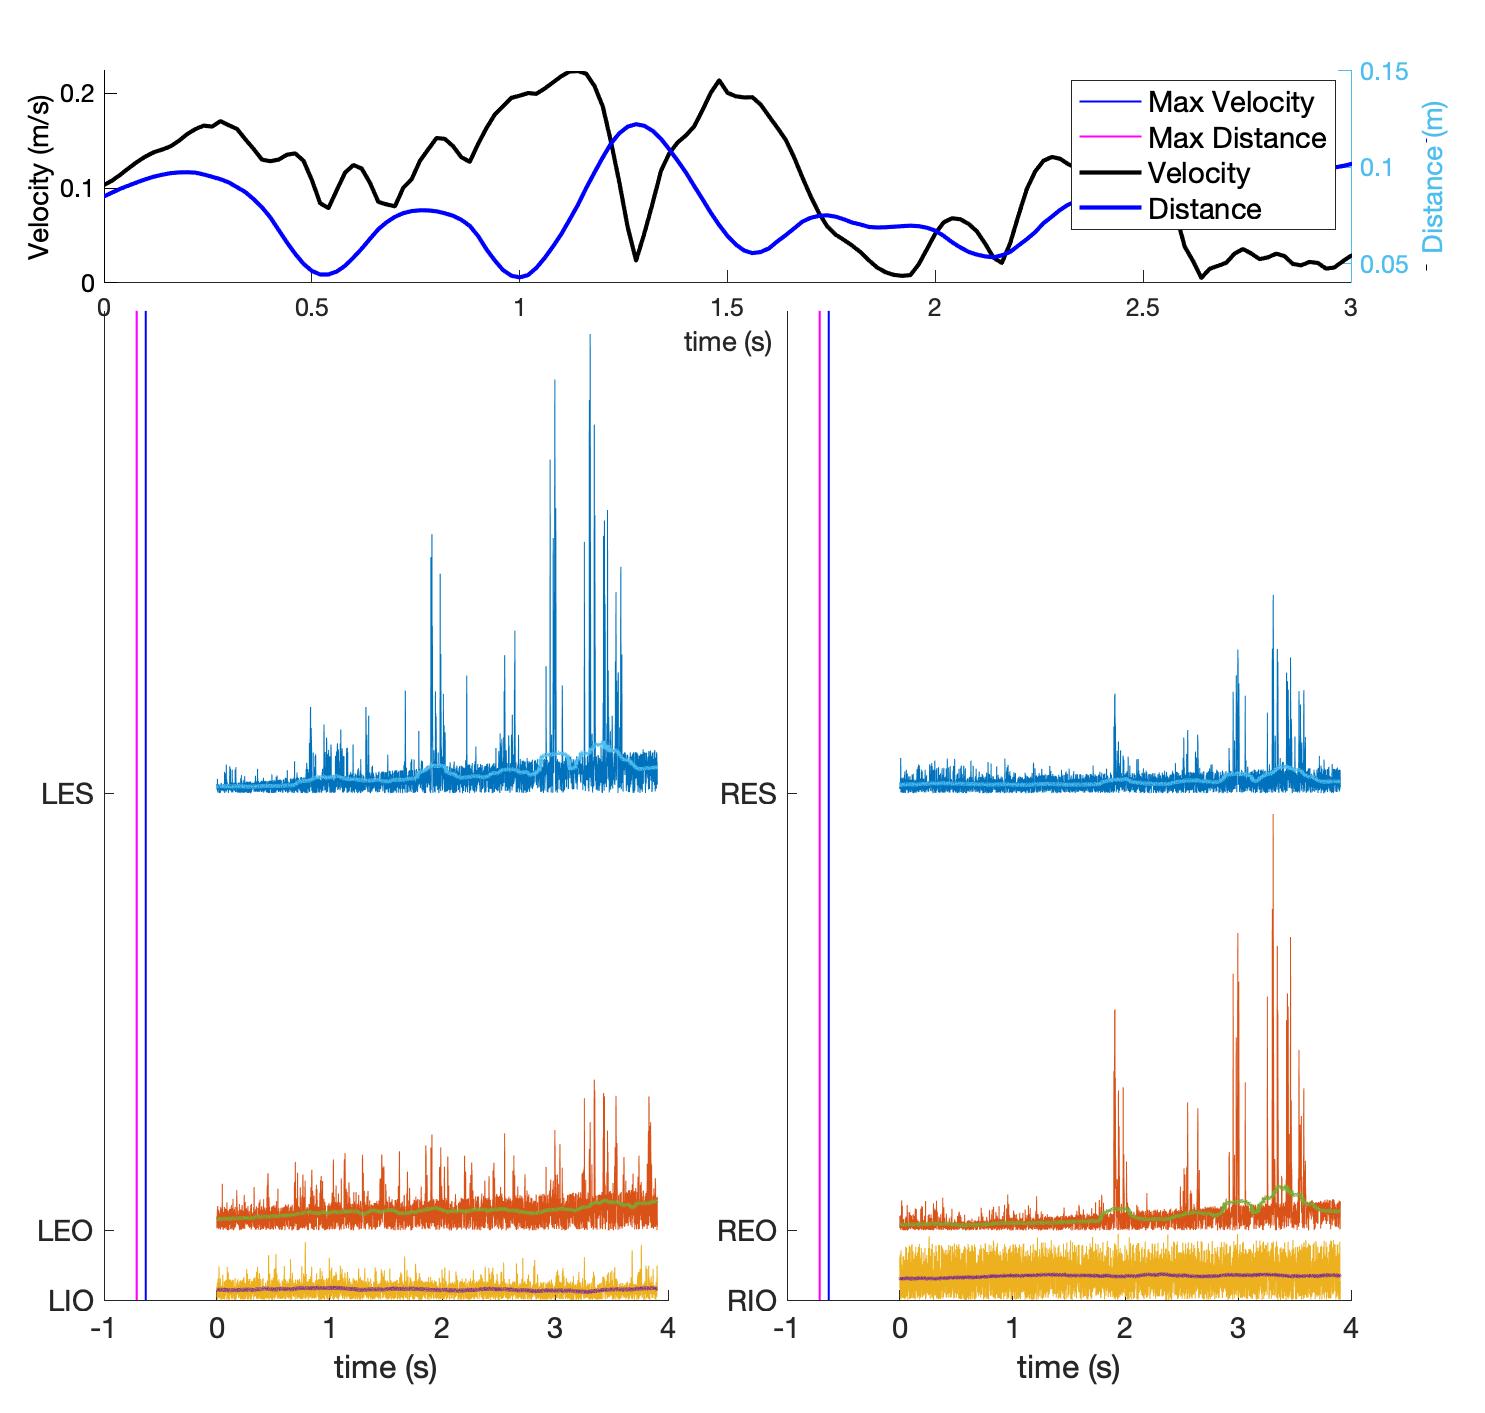 0.2
0.1
0
Velocity (m/s)
0.15
0.1
0.05
Distance (m)
Max Velocity
Max Distance
Velocity
Distance
0 0.5 1 1.5 2 2.5 3
time (s)
LES
LEO
LIO
-1 0 1 2 3 4
time (s)
RES
REO
RIO
-1 0 1 2 3 4
time (s)